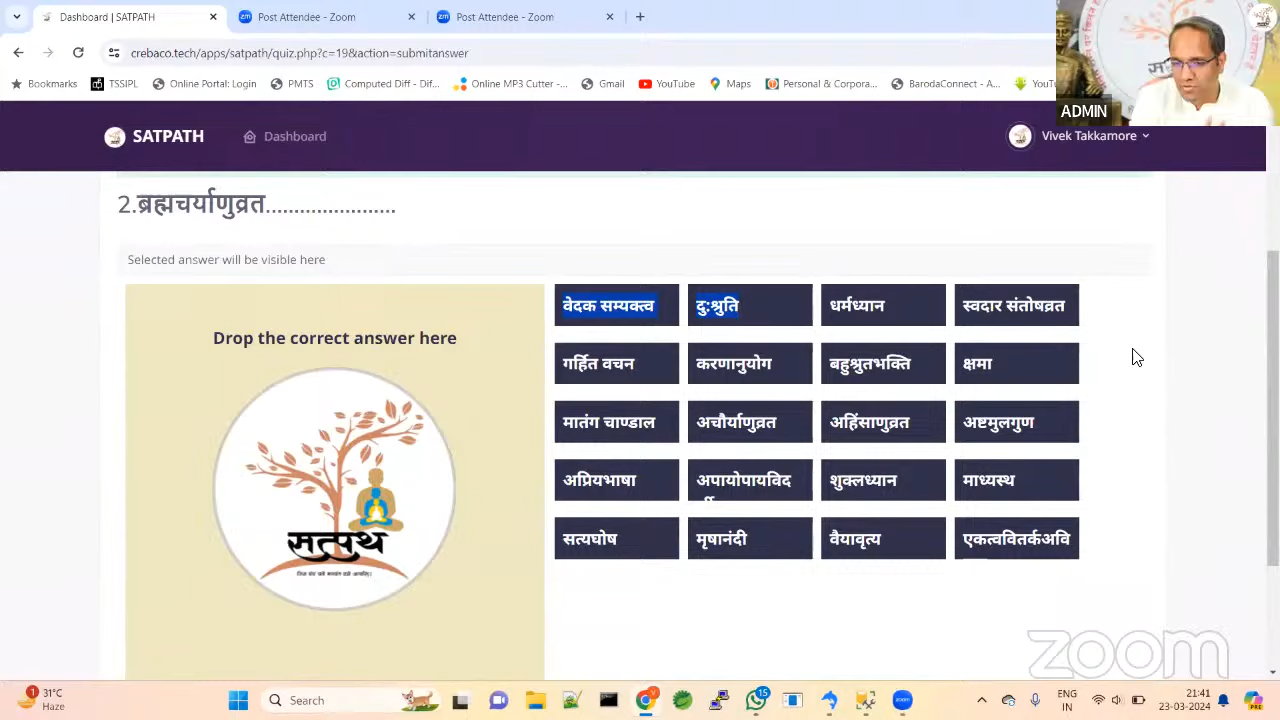 Dashboard | SATPATH
Post Attendee - Zoom
Post Attendee - Zoom
crebaco.tech/apps/satpath/quiz.php?c=19&action=submitanswer
Bookmarks
TSSIPL
Online Portal: Login
PMTS
Computed Diff - Dif...
Online MP3 Cutter -...
Gmail
YouTube
Maps
Personal & Corpora...
BarodaConnect - A...
ADMIN
SATPATH
Dashboard
Vivek Takkamore
2.ब्रह्मचर्याणुव्रत.......................
Selected answer will be visible here
Drop the correct answer here
सत्पथ
वेदक सम्यक्त्व
दुःश्रुति
धर्मध्यान
स्वदार संतोषव्रत
गर्हित वचन
करणानुयोग
बहुश्रुतभक्ति
क्षमा
मातंग चाण्डाल
अचौर्याणुव्रत
अहिंसाणुव्रत
अष्टमुलगुण
अप्रियभाषा
अपायोपायविद
शुक्लध्यान
माध्यस्थ
सत्यघोष
मृषानंदी
वैयावृत्य
एकत्ववितर्कअवि
zoom
1
31°C
Haze
Search
15
ENG
IN
21:41
23-03-2024